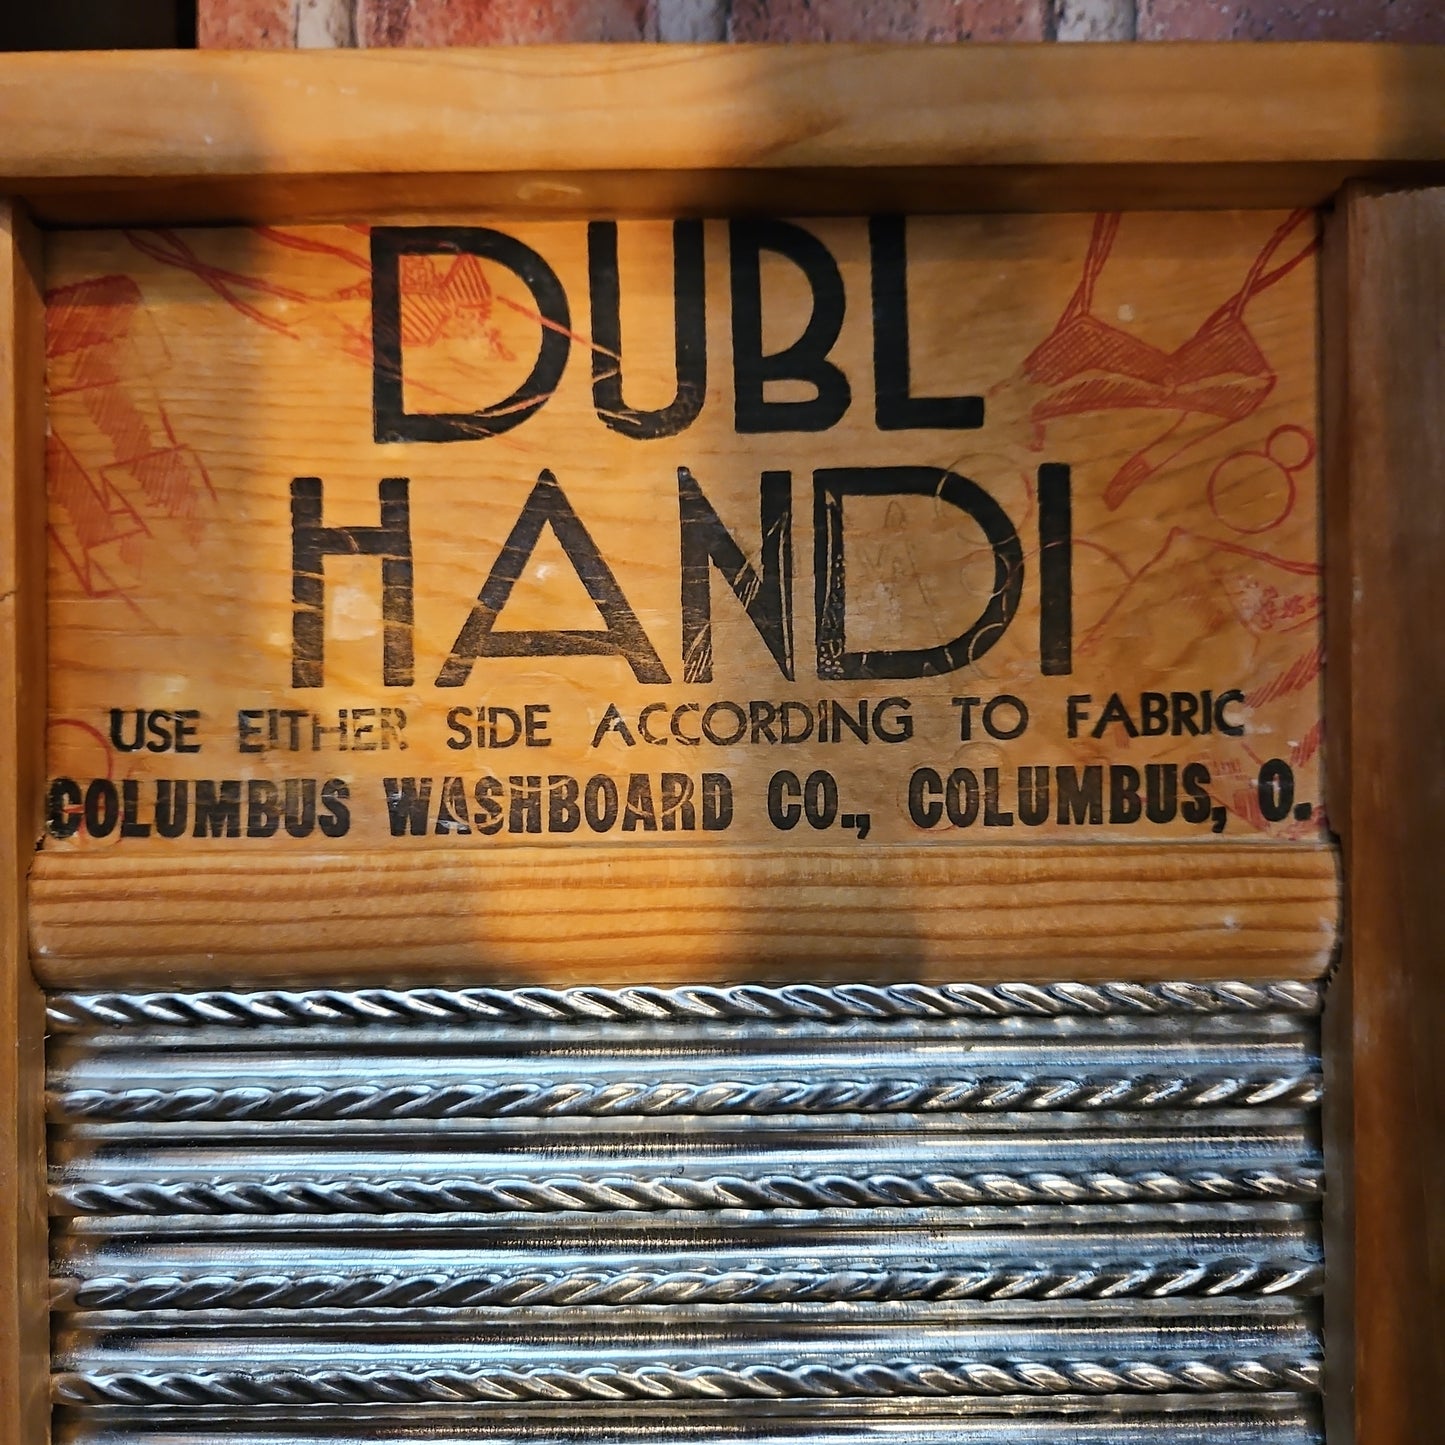 DUBL
HANDI
USE EITHER SIDE ACCORDING TO FABRIC
COLUMBUS WASHBOARD CO., COLUMBUS, O.